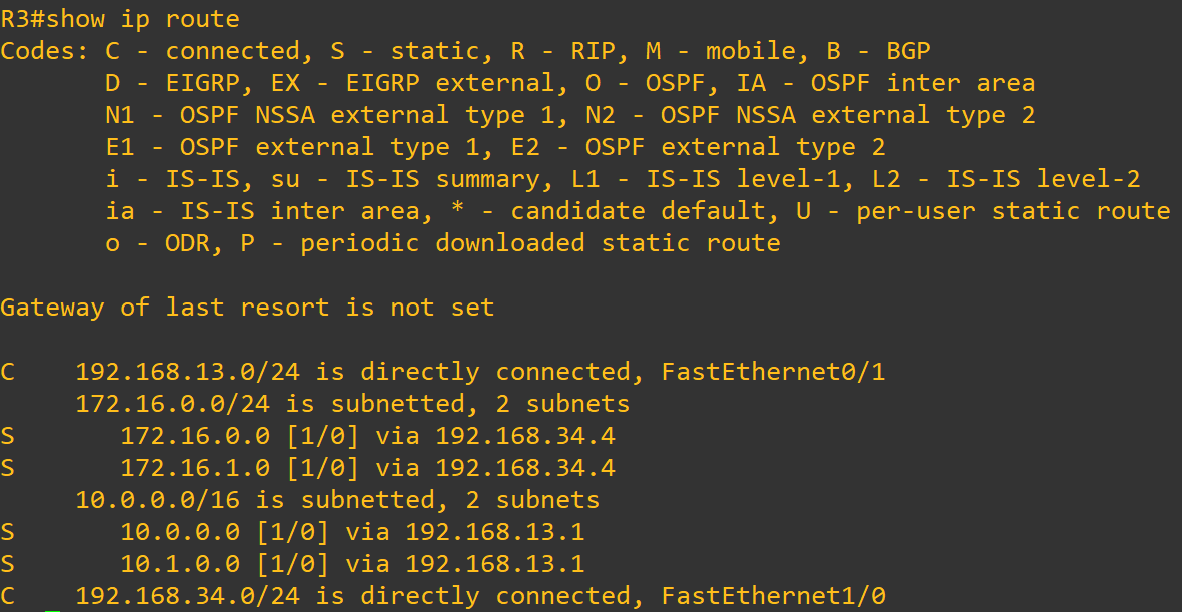 R3#show ip route
Codes: C - connected, S - static, R - RIP, M - mobile, B - BGP
       D - EIGRP, EX - EIGRP external, O - OSPF, IA - OSPF inter area
       N1 - OSPF NSSA external type 1, N2 - OSPF NSSA external type 2
       E1 - OSPF external type 1, E2 - OSPF external type 2
       i - IS-IS, su - IS-IS summary, L1 - IS-IS level-1, L2 - IS-IS level-2
       ia - IS-IS inter area, * - candidate default, U - per-user static route
       o - ODR, P - periodic downloaded static route

Gateway of last resort is not set

C    192.168.13.0/24 is directly connected, FastEthernet0/1
     172.16.0.0/24 is subnetted, 2 subnets
S       172.16.0.0 [1/0] via 192.168.34.4
S       172.16.1.0 [1/0] via 192.168.34.4
     10.0.0.0/16 is subnetted, 2 subnets
S       10.0.0.0 [1/0] via 192.168.13.1
S       10.1.0.0 [1/0] via 192.168.13.1
C    192.168.34.0/24 is directly connected, FastEthernet1/0